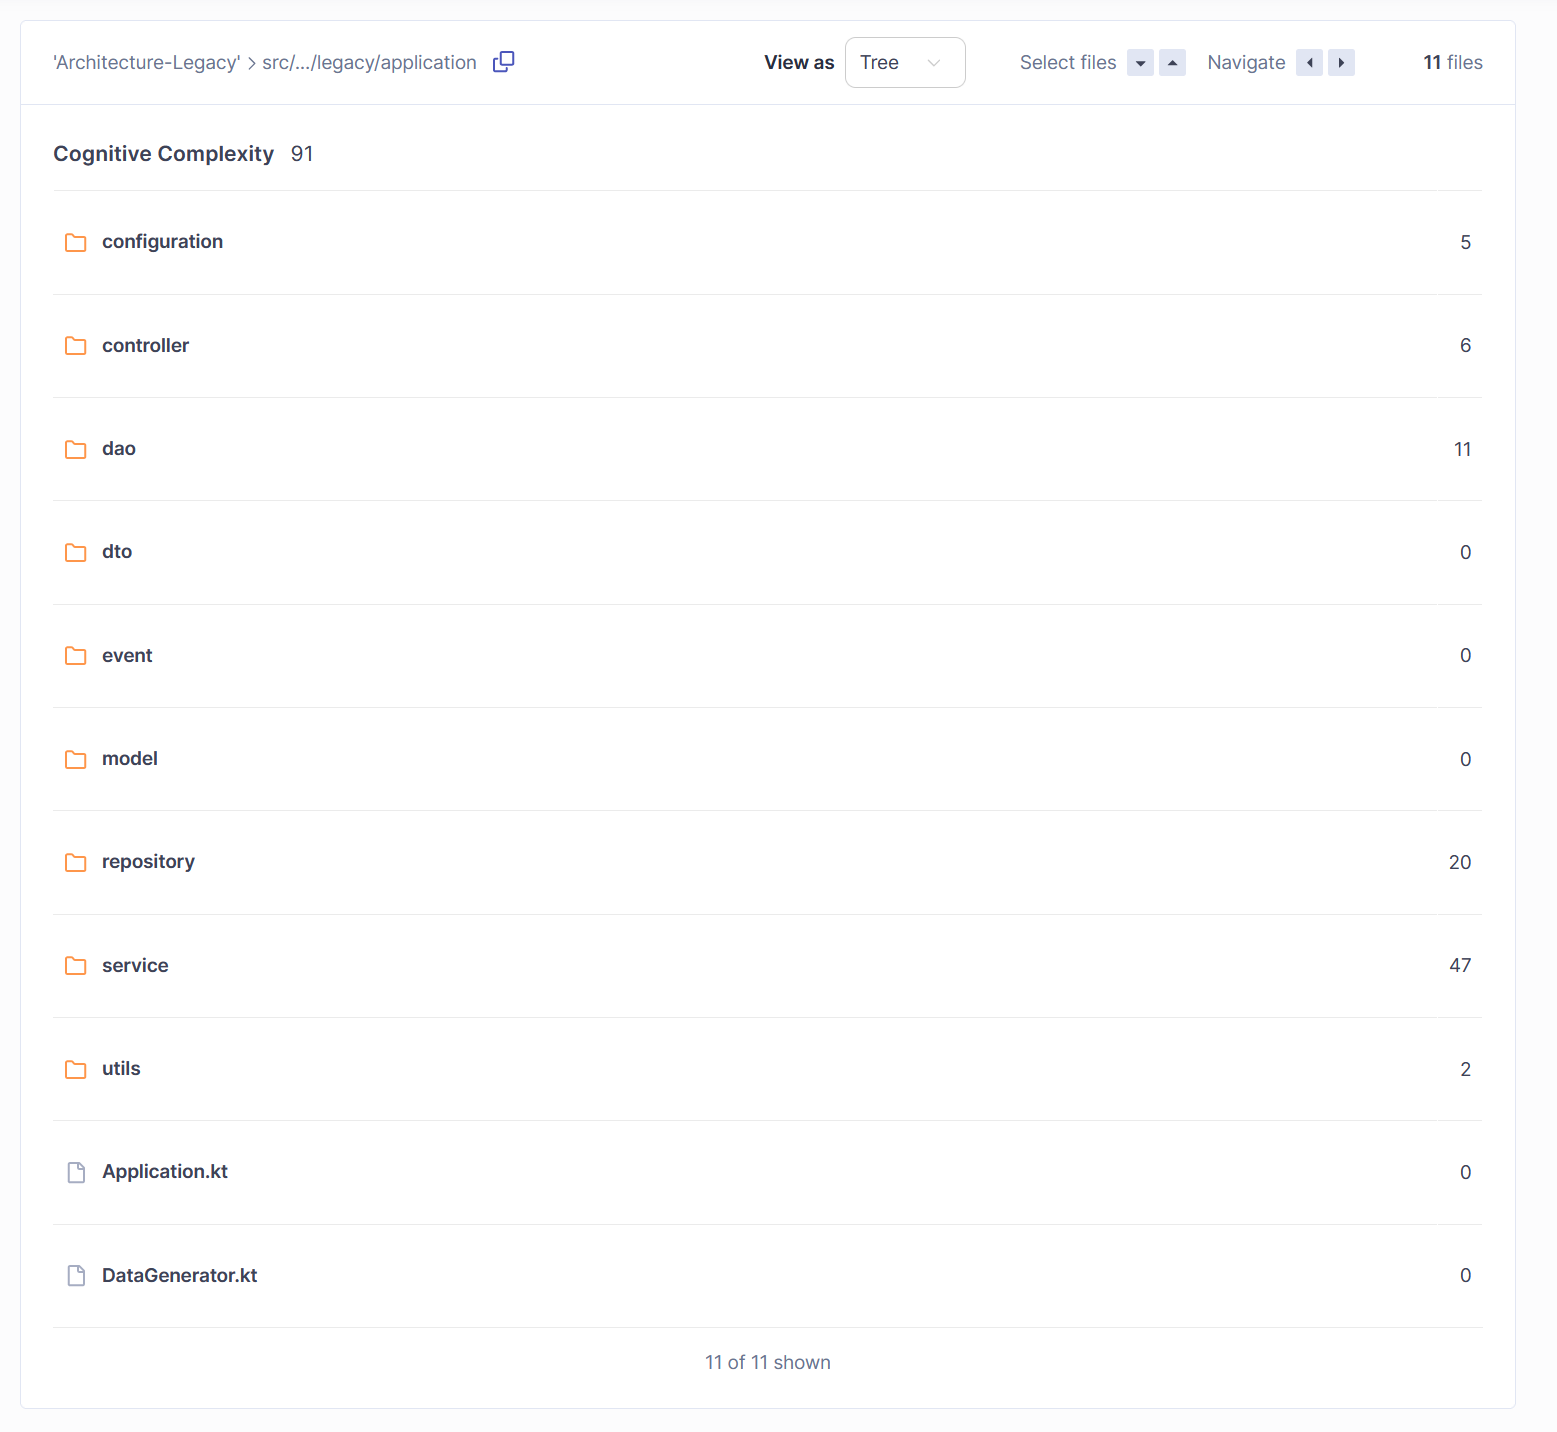 'Architecture-Legacy' > src/.../legacy/application View as Tree Select files Navigate 11 files
Cognitive Complexity 91
configuration 5
controller 6
dao 11
dto 0
event 0
model 0
repository 20
service 47
utils 2
Application.kt 0
DataGenerator.kt 0
11 of 11 shown